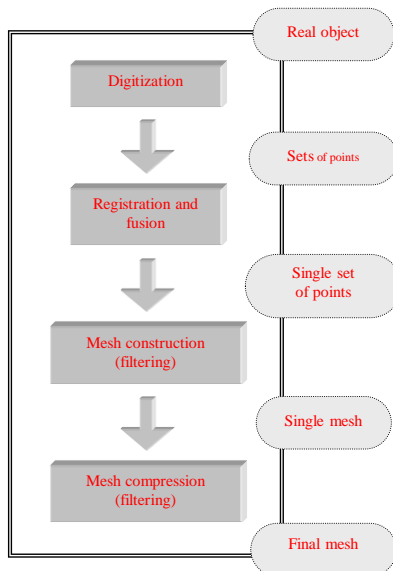 Real object
Digitization
Sets of points
Registration and
fusion
Single set
of points
Mesh construction
(filtering)
Single mesh
Mesh compression
(filtering)
Final mesh